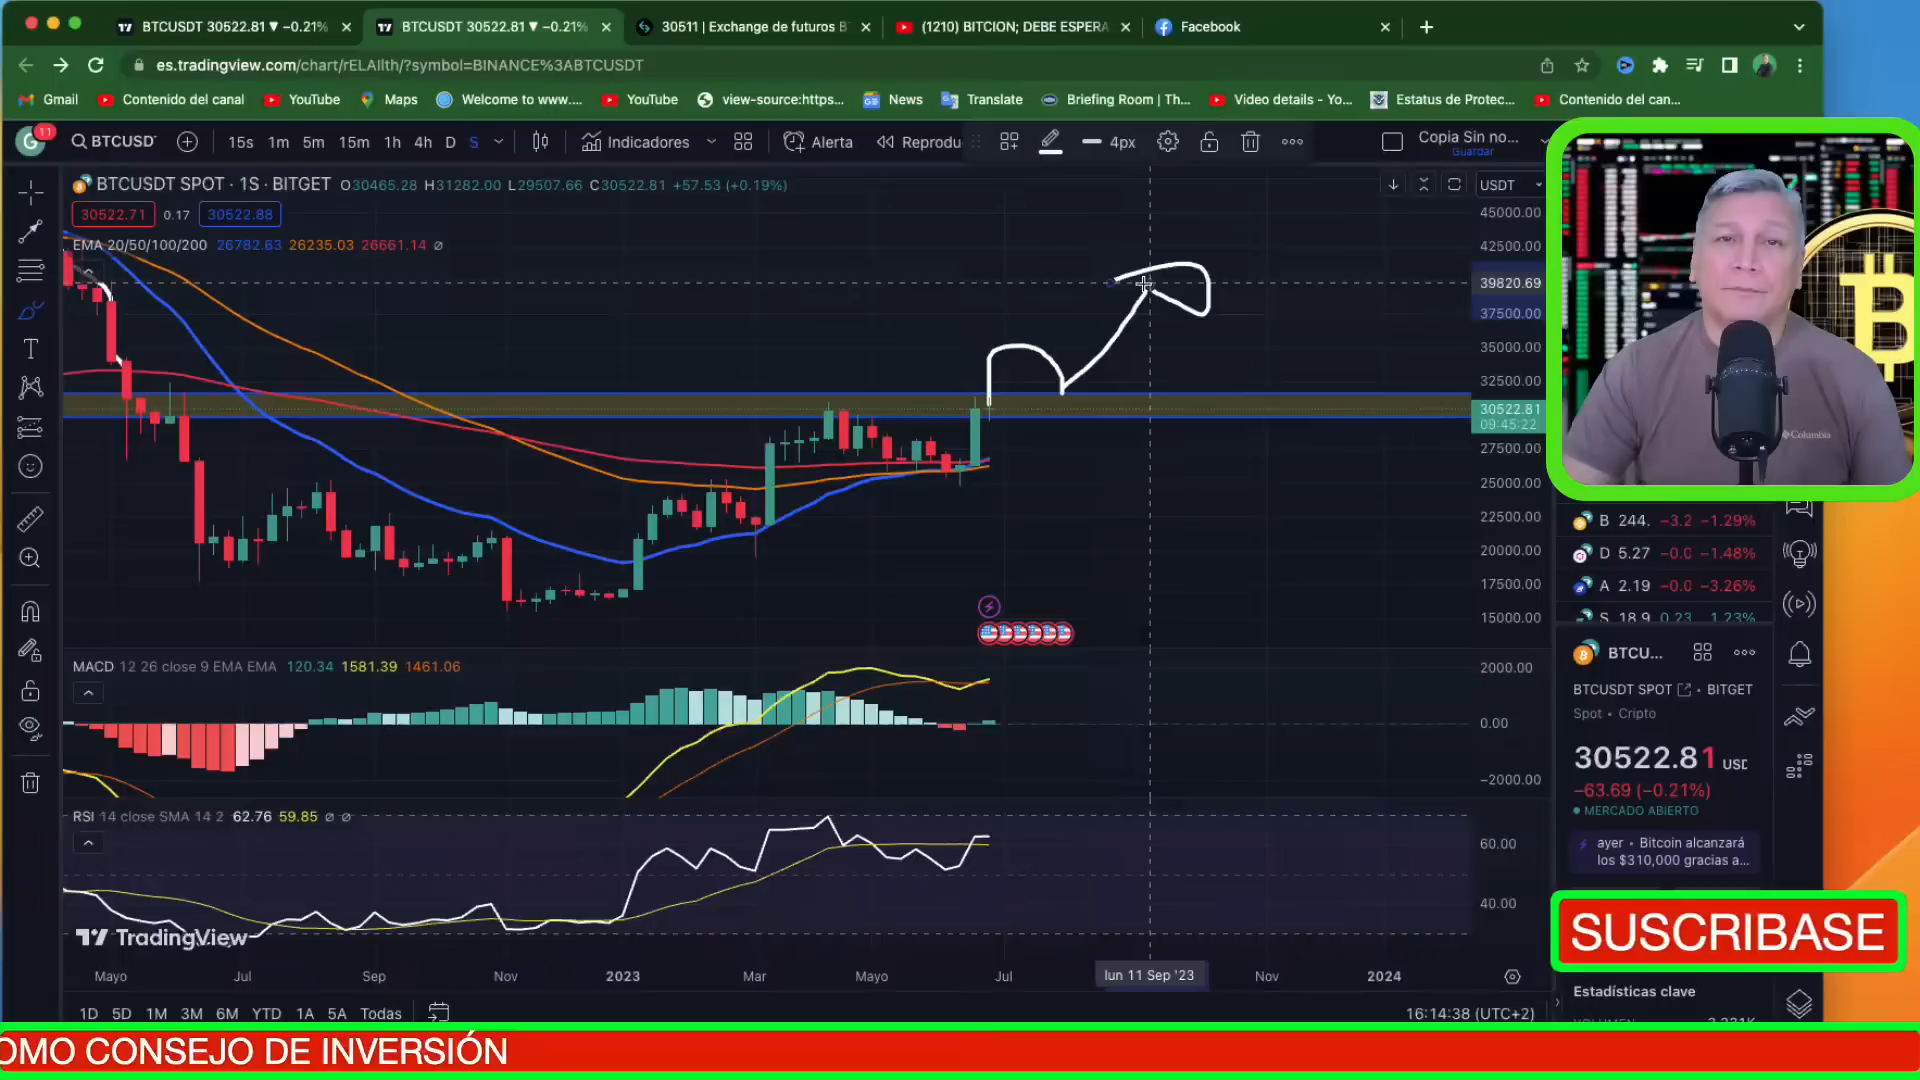 BTCUSDT 30522.81 ▼ −0.21%
BTCUSDT 30522.81 ▼ −0.21%
30511 | Exchange de futuros B
(1210) BITCION; DEBE ESPERA
Facebook
es.tradingview.com/chart/rELAIlth/?symbol=BINANCE%3ABTCUSDT
Gmail
Contenido del canal
YouTube
Maps
Welcome to www....
YouTube
view-source:https...
News
Translate
Briefing Room | Th...
Video details - Yo...
Estatus de Protec...
Contenido del can...
G
11
BTCUSD
15s 1m 5m 15m 1h 4h D S
Indicadores
Alerta
Reprodu
4px
Copia Sin no...
Guardar
BTCUSDT SPOT · 1S · BITGET O30465.28 H31282.00 L29507.66 C30522.81 +57.53 (+0.19%)
USDT
30522.71 0.17 30522.88
EMA 20/50/100/200 26782.63 26235.03 26661.14 ∅
45000.00
42500.00
39820.69
37500.00
35000.00
32500.00
30522.81
09:45:22
27500.00
25000.00
22500.00
20000.00
17500.00
15000.00
MACD 12 26 close 9 EMA EMA 120.34 1581.39 1461.06
2000.00
0.00
−2000.00
RSI 14 close SMA 14 2 62.76 59.85 ∅ ∅
60.00
40.00
TradingView
Mayo Jul Sep Nov 2023 Mar Mayo Jul lun 11 Sep '23 Nov 2024
1D 5D 1M 3M 6M YTD 1A 5A Todas
16:14:38 (UTC+2)
Columbia
B 244. −3.2 −1.29%
D 5.27 −0.0 −1.48%
A 2.19 −0.0 −3.26%
S 18.9 0.23 1.23%
BTCU...
BTCUSDT SPOT · BITGET
Spot · Cripto
30522.81 USD
−63.69 (−0.21%)
MERCADO ABIERTO
ayer · Bitcoin alcanzará
los $310,000 gracias a...
SUSCRIBASE
Estadísticas clave
OMO CONSEJO DE INVERSIÓN